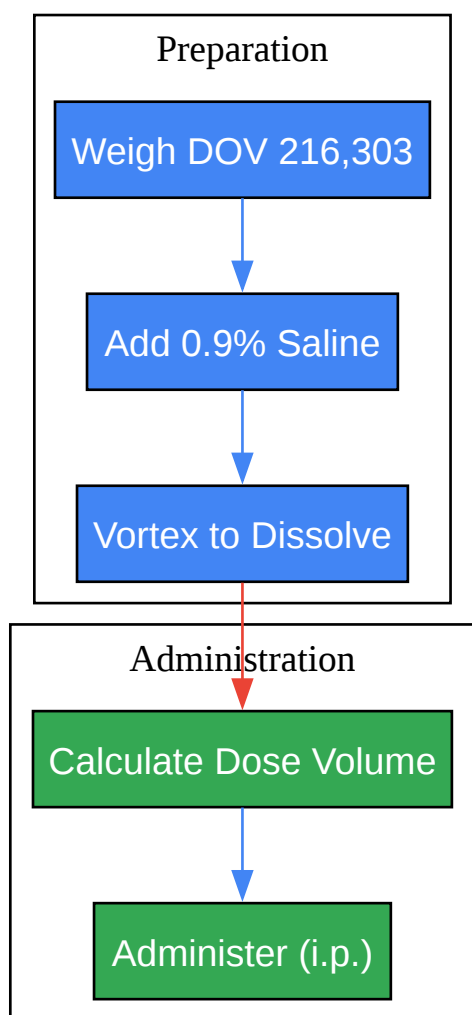 Preparation
Weigh DOV 216,303
Add 0.9% Saline
Vortex to Dissolve
Administration
Calculate Dose Volume
Administer (i.p.)